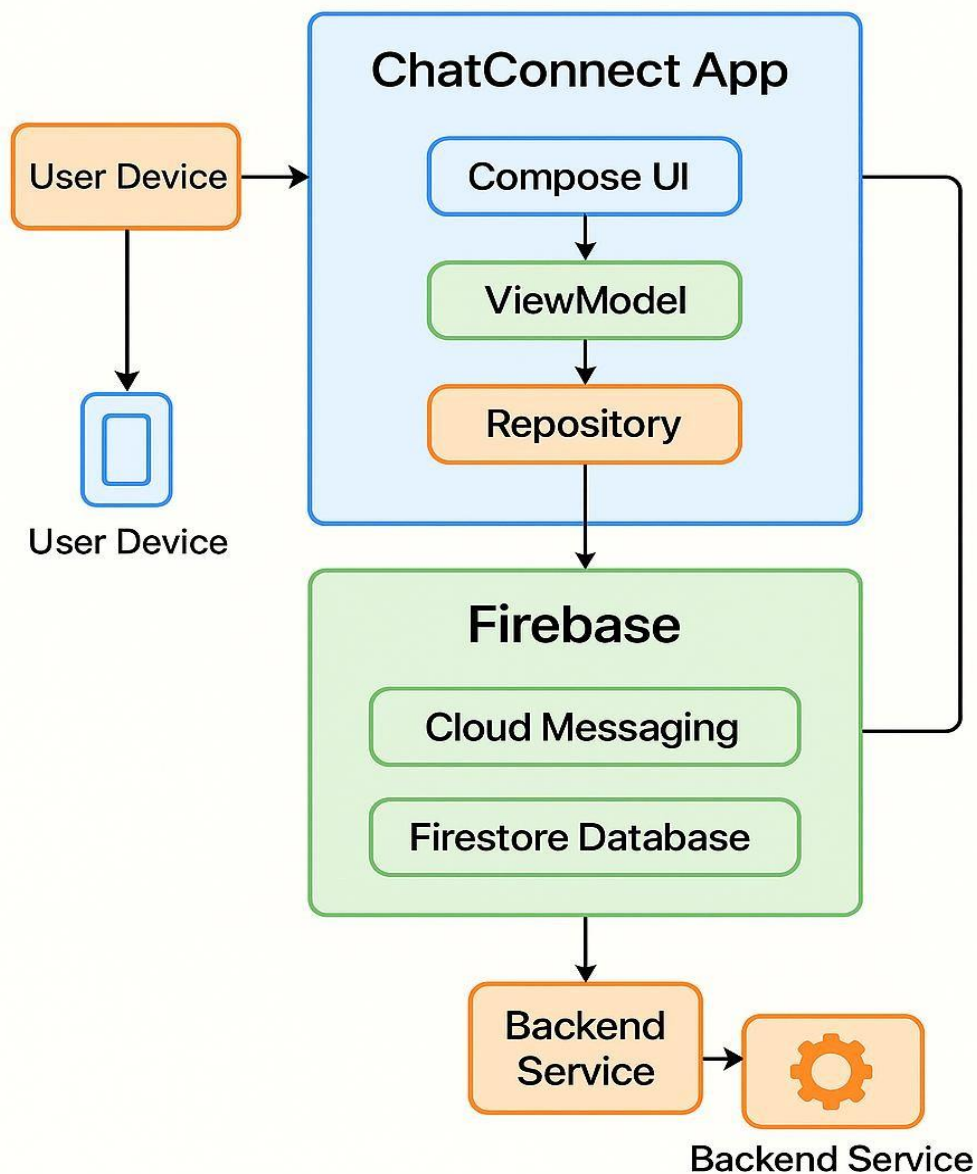 ChatConnect App
User Device
Compose UI
ViewModel
Repository
User Device
Firebase
Cloud Messaging
Firestore Database
Backend
Service
Backend Service